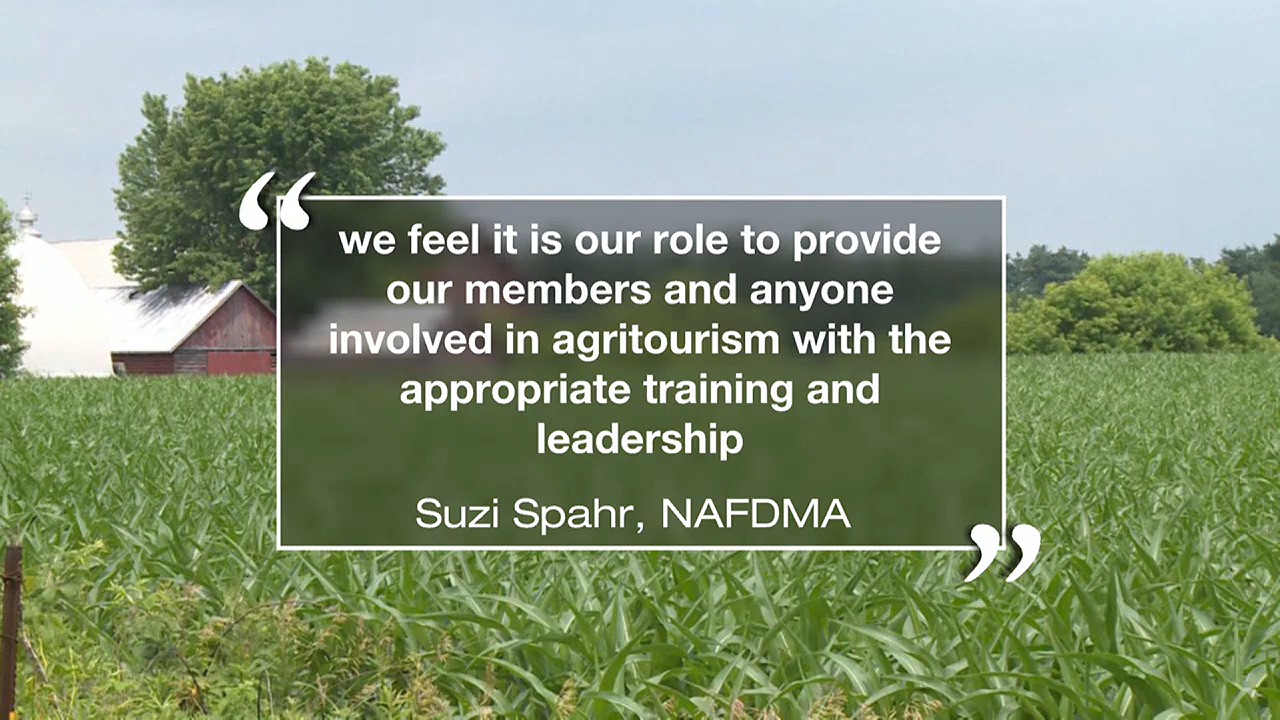 “
we feel it is our role to provide
our members and anyone
involved in agritourism with the
appropriate training and
leadership
Suzi Spahr, NAFDMA
”